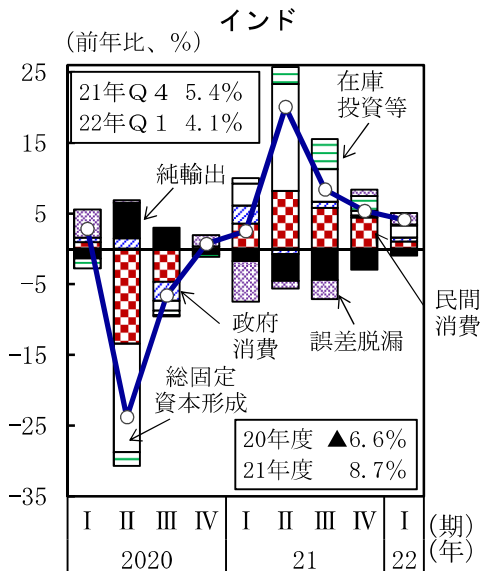 インド
(前年比、%)
25
15
5
-5
-15
-25
-35
21年Q4 5.4%
22年Q1 4.1%
純輸出
在庫
投資等
政府
消費
総固定
資本形成
誤差脱漏
民間
消費
20年度 ▲6.6%
21年度 8.7%
Ⅰ Ⅱ Ⅲ Ⅳ Ⅰ Ⅱ Ⅲ Ⅳ Ⅰ (期)
2020 21 22 (年)